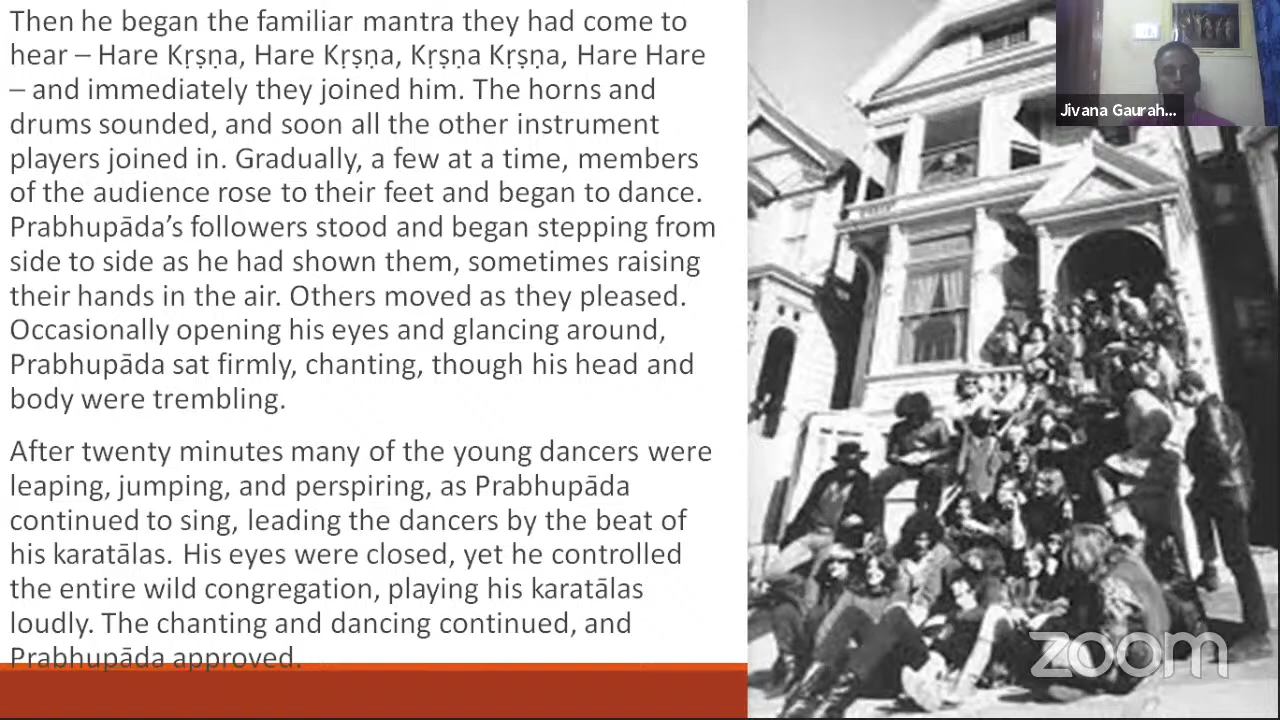 Then he began the familiar mantra they had come to
hear – Hare Kṛṣṇa, Hare Kṛṣṇa, Kṛṣṇa Kṛṣṇa, Hare Hare
– and immediately they joined him. The horns and
drums sounded, and soon all the other instrument
players joined in. Gradually, a few at a time, members
of the audience rose to their feet and began to dance.
Prabhupāda’s followers stood and began stepping from
side to side as he had shown them, sometimes raising
their hands in the air. Others moved as they pleased.
Occasionally opening his eyes and glancing around,
Prabhupāda sat firmly, chanting, though his head and
body were trembling.
After twenty minutes many of the young dancers were
leaping, jumping, and perspiring, as Prabhupāda
continued to sing, leading the dancers by the beat of
his karatālas. His eyes were closed, yet he controlled
the entire wild congregation, playing his karatālas
loudly. The chanting and dancing continued, and
Prabhupāda approved.
Jivana Gaurah...
zoom